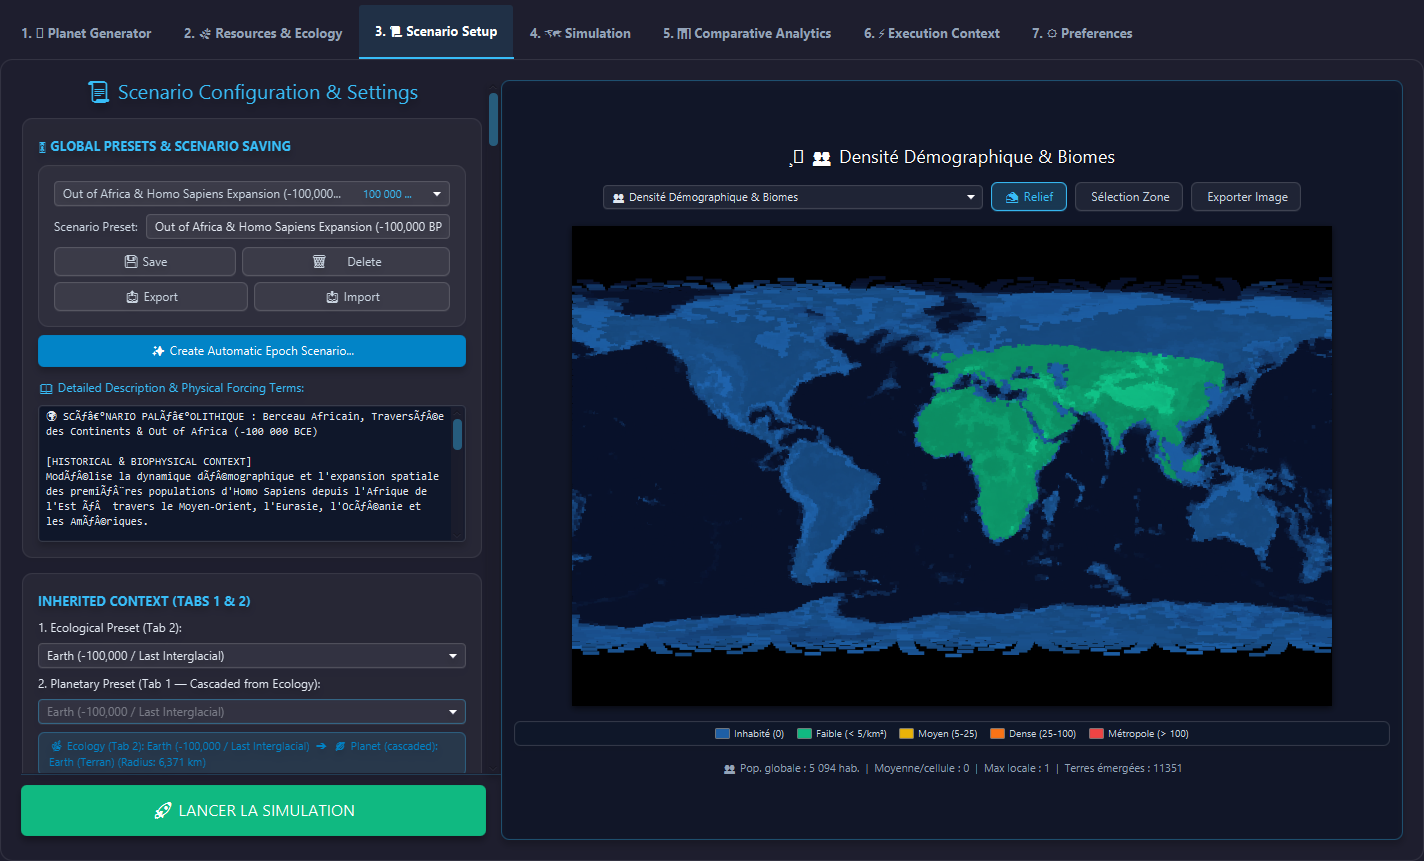 1. Planet Generator
2. Resources & Ecology
3. Scenario Setup
4. Simulation
5. Comparative Analytics
6. Execution Context
7. Preferences
Scenario Configuration & Settings
GLOBAL PRESETS & SCENARIO SAVING
Out of Africa & Homo Sapiens Expansion (-100,000... 100 000 ...
Scenario Preset: Out of Africa & Homo Sapiens Expansion (-100,000 BP
Save
Delete
Export
Import
Create Automatic Epoch Scenario...
Detailed Description & Physical Forcing Terms:
SCÃƒâ€°NARIO PALÃƒâ€°OLITHIQUE : Berceau Africain, TraversÃƒÂ©e
des Continents & Out of Africa (-100 000 BCE)
[HISTORICAL & BIOPHYSICAL CONTEXT]
ModÃƒÂ©lise la dynamique dÃƒÂ©mographique et l'expansion spatiale
des premiÃƒÂ¨res populations d'Homo Sapiens depuis l'Afrique de
l'Est ÃƒÂ  travers le Moyen-Orient, l'Eurasie, l'OcÃƒÂ©anie et
les AmÃƒÂ©riques.
INHERITED CONTEXT (TABS 1 & 2)
1. Ecological Preset (Tab 2):
Earth (-100,000 / Last Interglacial)
2. Planetary Preset (Tab 1 — Cascaded from Ecology):
Earth (-100,000 / Last Interglacial)
Ecology (Tab 2): Earth (-100,000 / Last Interglacial) ➔ Planet (cascaded):
Earth (Terran) (Radius: 6,371 km)
LANCER LA SIMULATION
Densité Démographique & Biomes
Densité Démographique & Biomes
Relief
Sélection Zone
Exporter Image
Inhabité (0)
Faible (< 5/km²)
Moyen (5-25)
Dense (25-100)
Métropole (> 100)
Pop. globale : 5 094 hab. | Moyenne/cellule : 0 | Max locale : 1 | Terres émergées : 11351